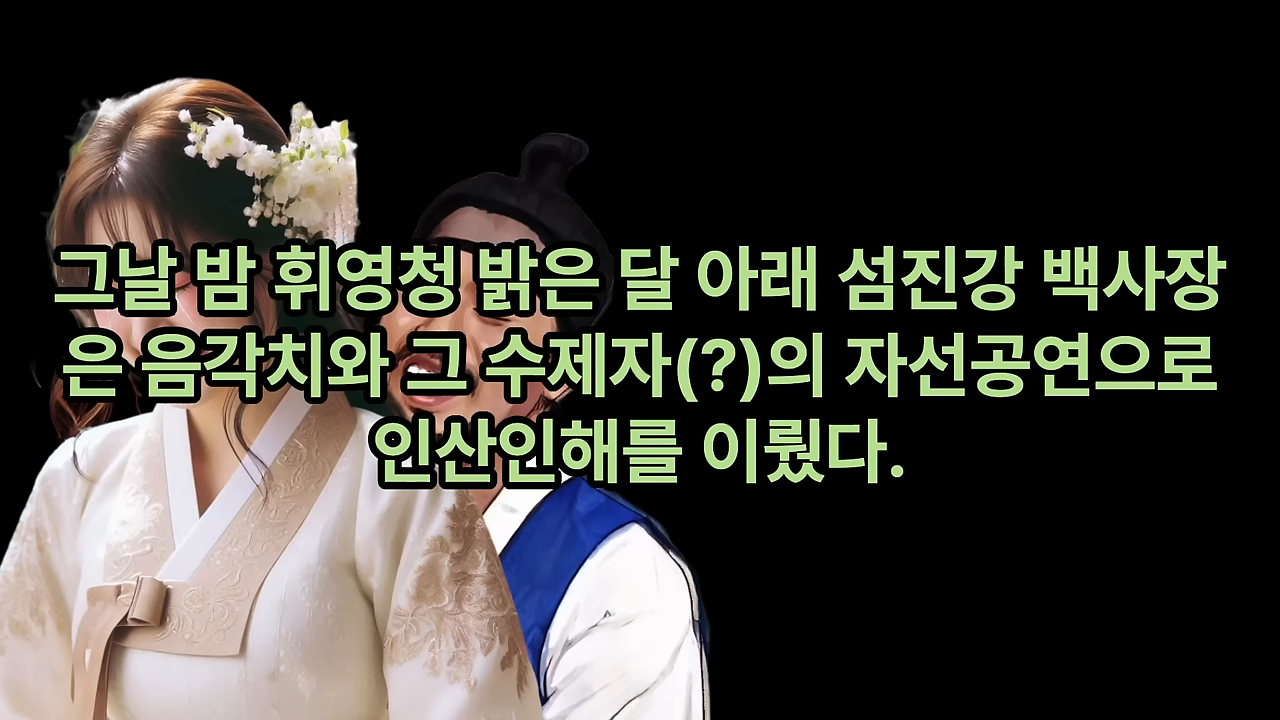 그날 밤 휘영청 밝은 달 아래 섬진강 백사장
은 음각치와 그 수제자(?)의 자선공연으로
인산인해를 이뤘다.